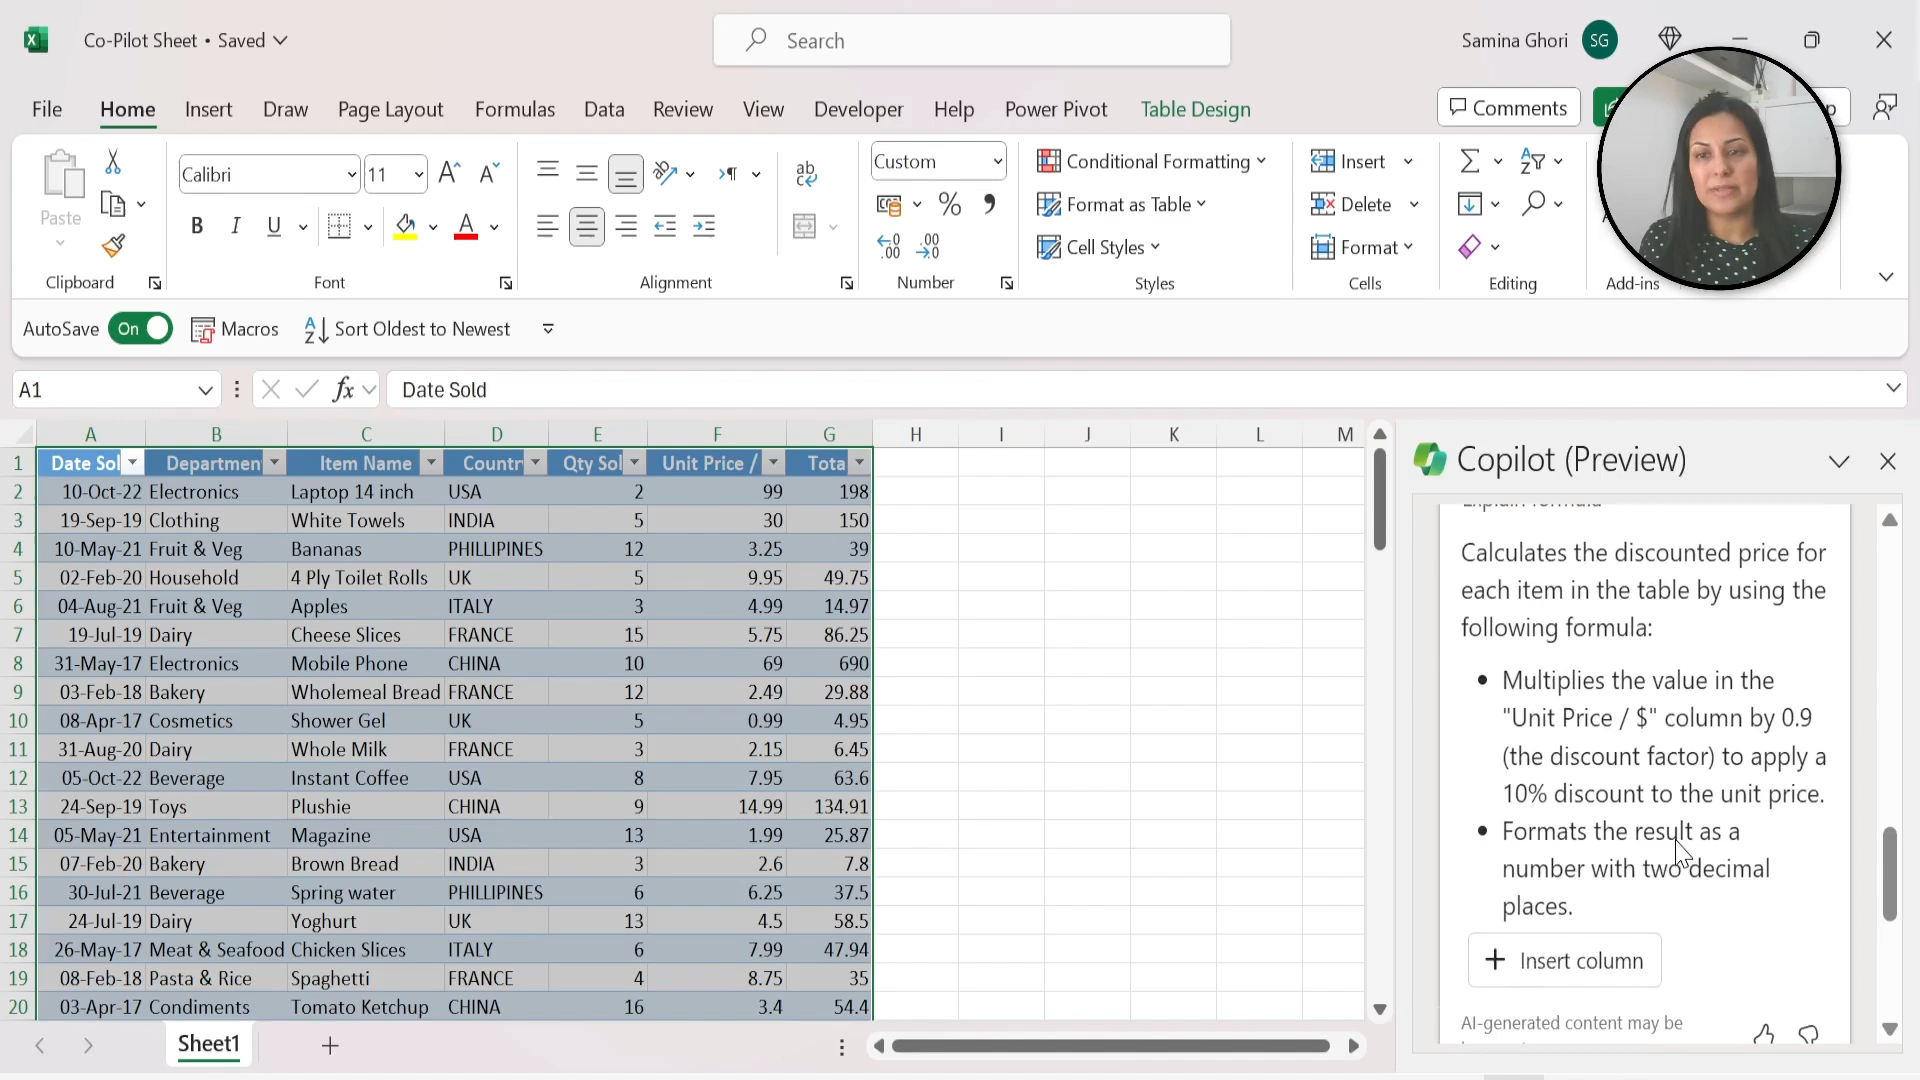 Co-Pilot Sheet • Saved
Search
Samina Ghori
SG
File
Home
Insert
Draw
Page Layout
Formulas
Data
Review
View
Developer
Help
Power Pivot
Table Design
Comments
Paste
Clipboard
Calibri
11
B
I
U
A
Font
ab
Alignment
Custom
%
Number
Conditional Formatting
Format as Table
Cell Styles
Styles
Insert
Delete
Format
Cells
Editing
Add-ins
AutoSave On
Macros
Sort Oldest to Newest
A1
fx
Date Sold
A B C D E F G H I J K L M
1 Date Sol Departmen Item Name Countr Qty Sol Unit Price / Tota
2 10-Oct-22 Electronics Laptop 14 inch USA 2 99 198
3 19-Sep-19 Clothing White Towels INDIA 5 30 150
4 10-May-21 Fruit & Veg Bananas PHILLIPINES 12 3.25 39
5 02-Feb-20 Household 4 Ply Toilet Rolls UK 5 9.95 49.75
6 04-Aug-21 Fruit & Veg Apples ITALY 3 4.99 14.97
7 19-Jul-19 Dairy Cheese Slices FRANCE 15 5.75 86.25
8 31-May-17 Electronics Mobile Phone CHINA 10 69 690
9 03-Feb-18 Bakery Wholemeal Bread FRANCE 12 2.49 29.88
10 08-Apr-17 Cosmetics Shower Gel UK 5 0.99 4.95
11 31-Aug-20 Dairy Whole Milk FRANCE 3 2.15 6.45
12 05-Oct-22 Beverage Instant Coffee USA 8 7.95 63.6
13 24-Sep-19 Toys Plushie CHINA 9 14.99 134.91
14 05-May-21 Entertainment Magazine USA 13 1.99 25.87
15 07-Feb-20 Bakery Brown Bread INDIA 3 2.6 7.8
16 30-Jul-21 Beverage Spring water PHILLIPINES 6 6.25 37.5
17 24-Jul-19 Dairy Yoghurt UK 13 4.5 58.5
18 26-May-17 Meat & Seafood Chicken Slices ITALY 6 7.99 47.94
19 08-Feb-18 Pasta & Rice Spaghetti FRANCE 4 8.75 35
20 03-Apr-17 Condiments Tomato Ketchup CHINA 16 3.4 54.4
Sheet1
Copilot (Preview)
Explain formula
Calculates the discounted price for
each item in the table by using the
following formula:
• Multiplies the value in the
"Unit Price / $" column by 0.9
(the discount factor) to apply a
10% discount to the unit price.
• Formats the result as a
number with two decimal
places.
+ Insert column
AI-generated content may be